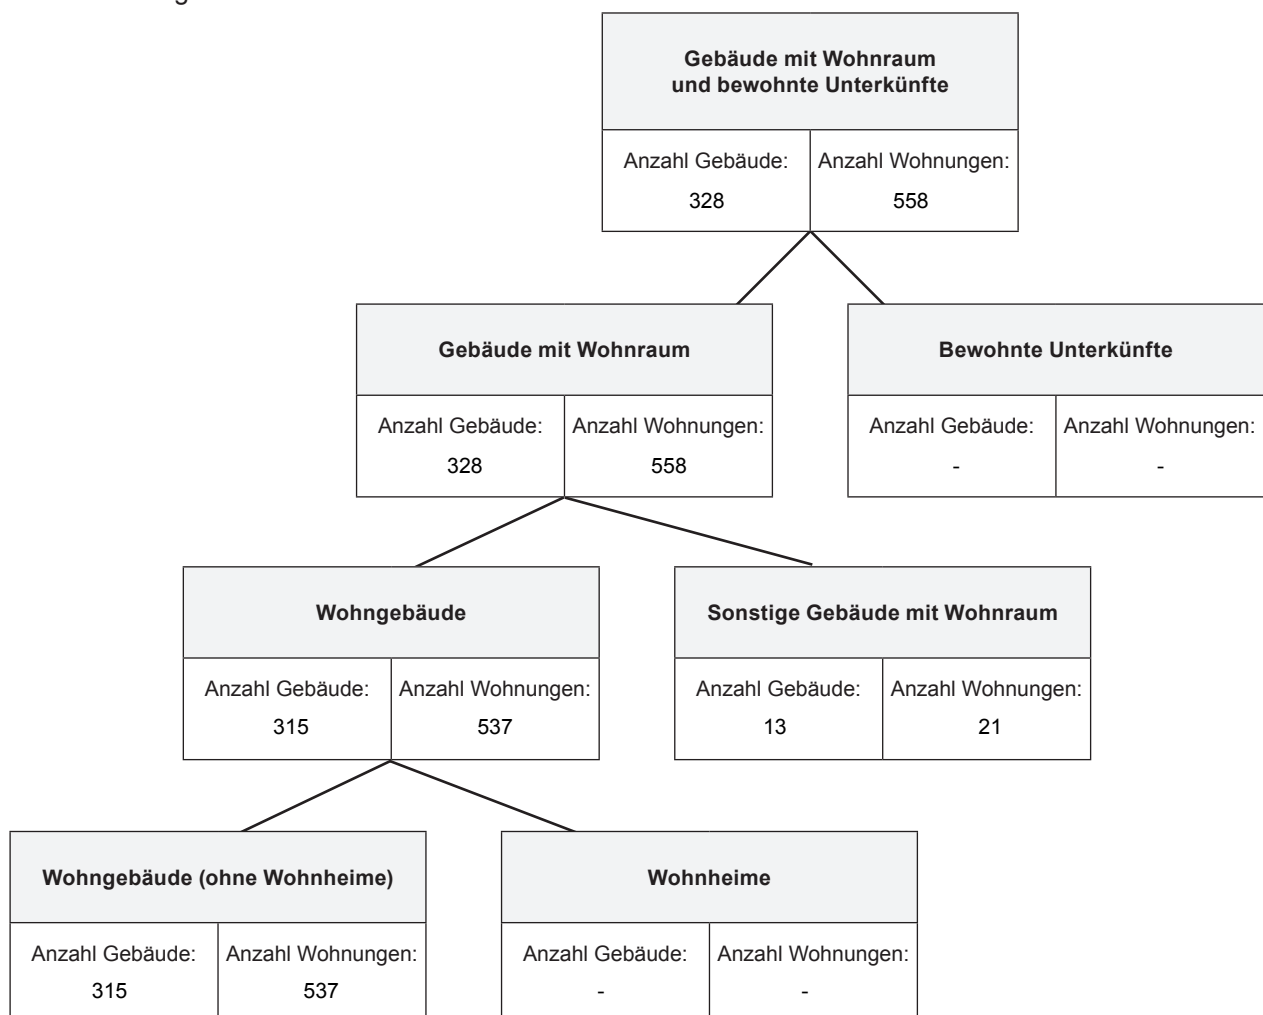 Gebäude mit Wohnraum
und bewohnte Unterkünfte
Anzahl Gebäude: Anzahl Wohnungen:
328 558
Gebäude mit Wohnraum
Anzahl Gebäude: Anzahl Wohnungen:
328 558
Bewohnte Unterkünfte
Anzahl Gebäude: Anzahl Wohnungen:
- -
Wohngebäude
Anzahl Gebäude: Anzahl Wohnungen:
315 537
Sonstige Gebäude mit Wohnraum
Anzahl Gebäude: Anzahl Wohnungen:
13 21
Wohngebäude (ohne Wohnheime)
Anzahl Gebäude: Anzahl Wohnungen:
315 537
Wohnheime
Anzahl Gebäude: Anzahl Wohnungen:
- -